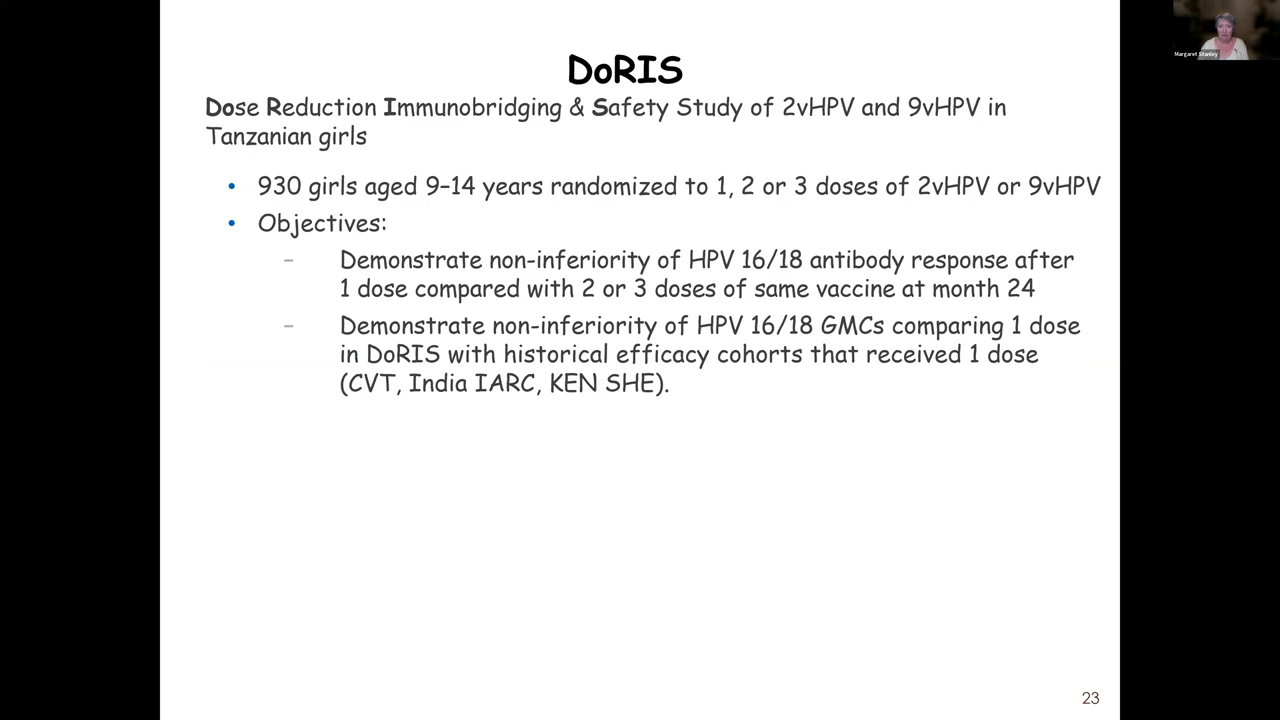 DoRIS
Dose Reduction Immunobridging & Safety Study of 2vHPV and 9vHPV in
Tanzanian girls
• 930 girls aged 9–14 years randomized to 1, 2 or 3 doses of 2vHPV or 9vHPV
• Objectives:
– Demonstrate non-inferiority of HPV 16/18 antibody response after
1 dose compared with 2 or 3 doses of same vaccine at month 24
– Demonstrate non-inferiority of HPV 16/18 GMCs comparing 1 dose
in DoRIS with historical efficacy cohorts that received 1 dose
(CVT, India IARC, KEN SHE).
23
Margaret Stanley